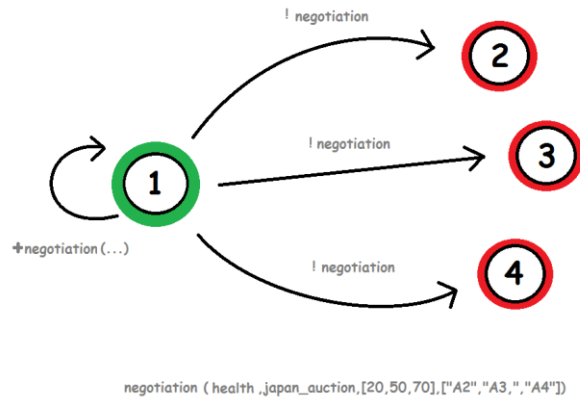 ! negotiation
2
! negotiation
3
1
+negotiation (...)
! negotiation
4
negotiation ( health ,japan_auction,[20,50,70],["A2","A3,","A4"])